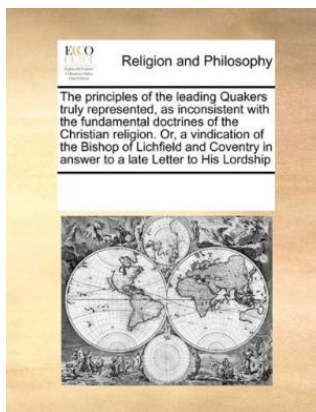 ECCO
Religion and Philosophy
The principles of the leading Quakers
truly represented, as inconsistent with
the fundamental doctrines of the
Christian religion. Or, a vindication of
the Bishop of Lichfield and Coventry in
answer to a late Letter to His Lordship